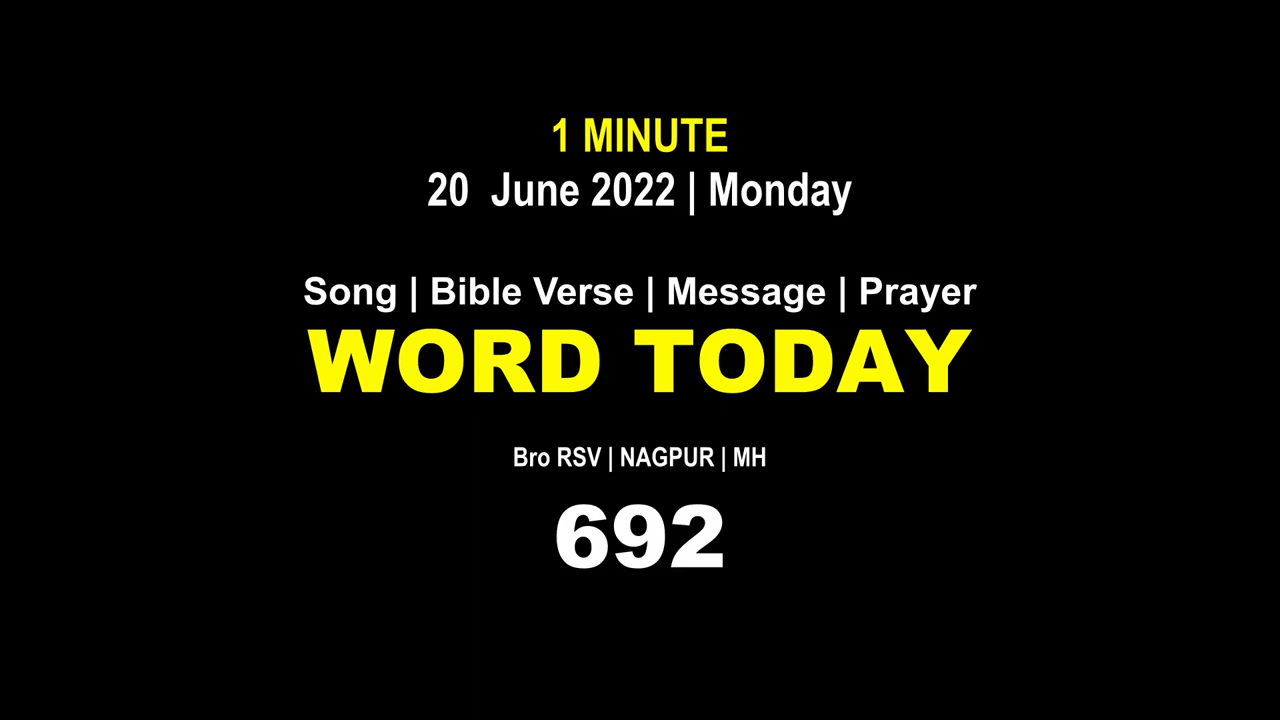 1 MINUTE
20 June 2022 | Monday
Song | Bible Verse | Message | Prayer
WORD TODAY
Bro RSV | NAGPUR | MH
692